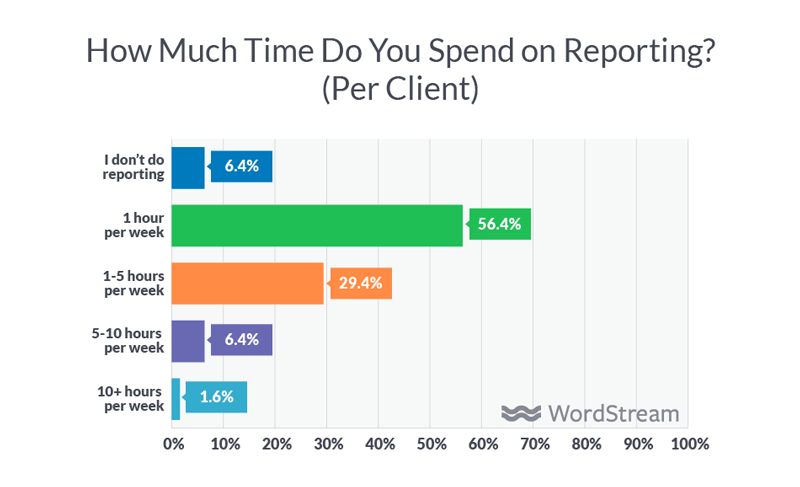 How Much Time Do You Spend on Reporting?
(Per Client)
I don't do
reporting
6.4%
1 hour
per week
56.4%
1-5 hours
per week
29.4%
5-10 hours
per week
6.4%
10+ hours
per week
1.6%
WordStream
0% 10% 20% 30% 40% 50% 60% 70% 80% 90% 100%